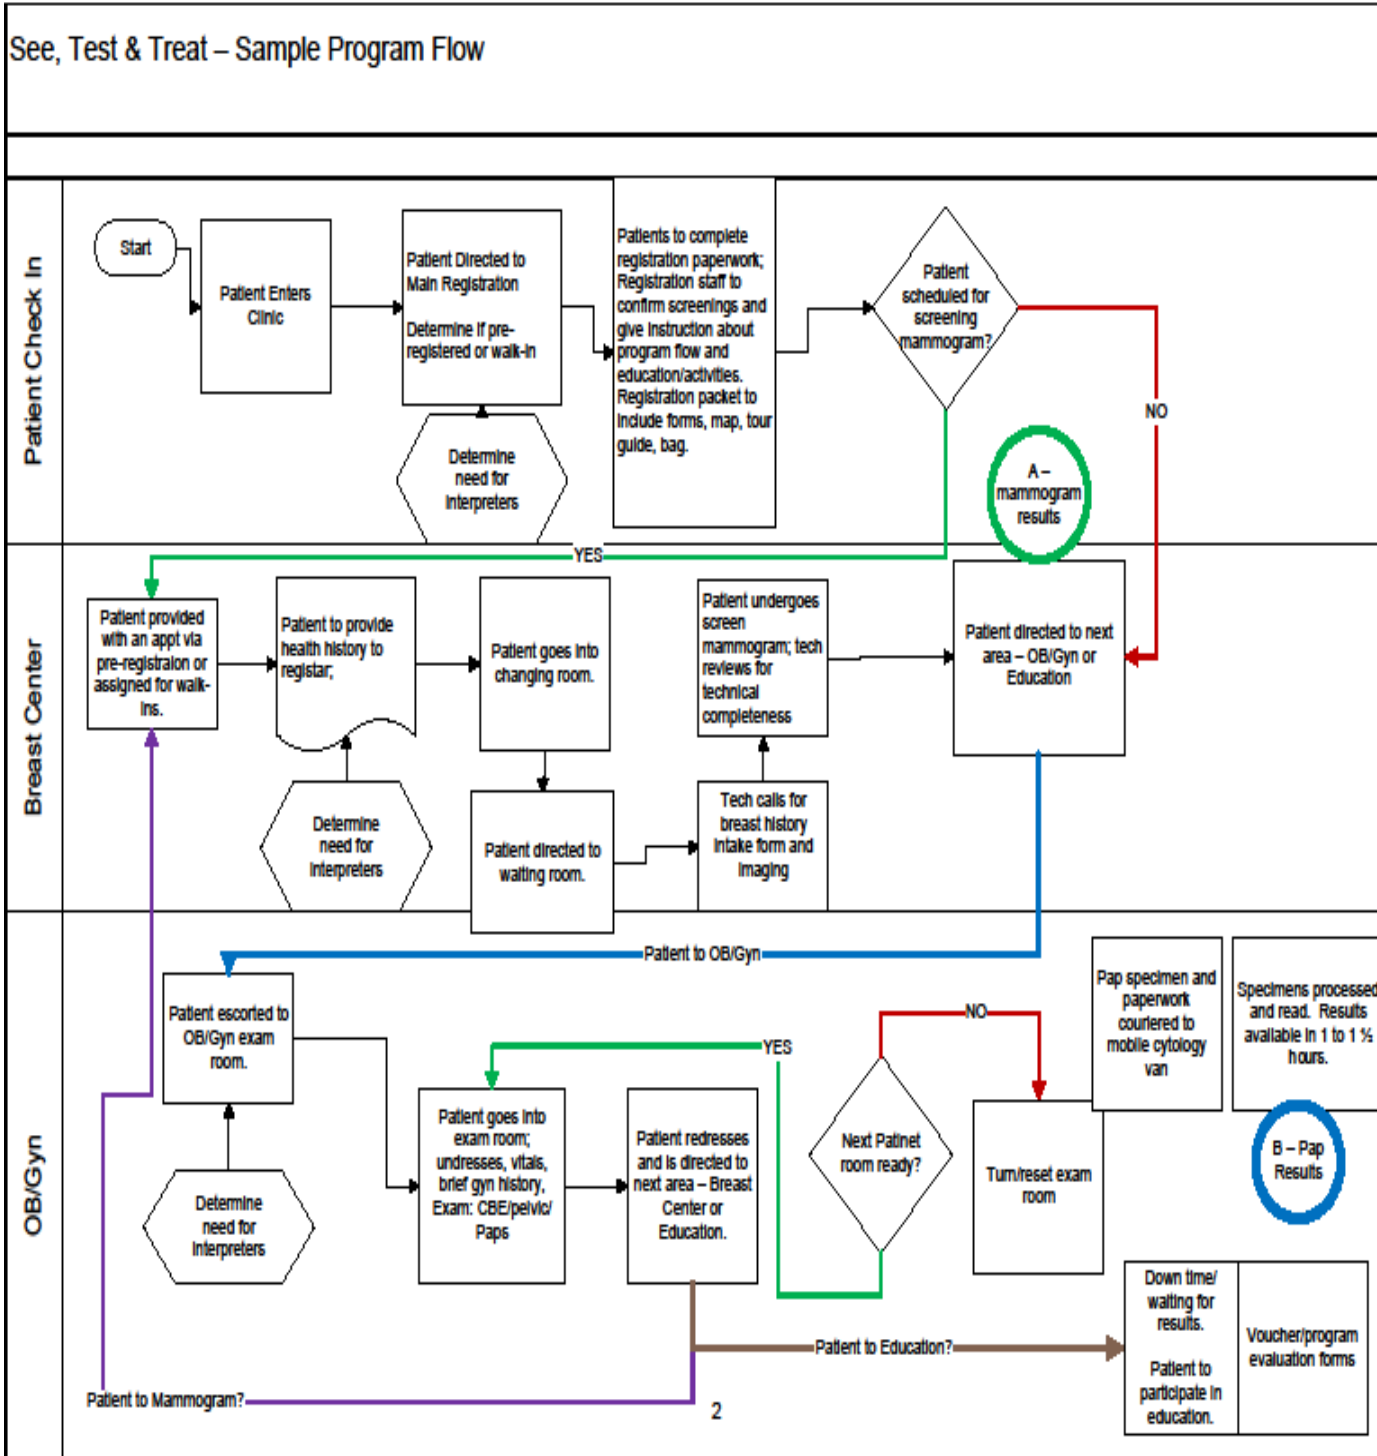 See, Test & Treat – Sample Program Flow
Patient Check In
Start
Patient Enters
Clinic
Patient Directed to
Main Registration
Determine if pre-
registered or walk-in
Determine
need for
Interpreters
Patients to complete
registration paperwork;
Registration staff to
confirm screenings and
give instruction about
program flow and
education/activities.
Registration packet to
include forms, map, tour
guide, bag.
Patient
scheduled for
screening
mammogram?
NO
A –
mammogram
results
YES
Breast Center
Patient provided
with an appt via
pre-registraion or
assigned for walk-
ins.
Patient to provide
health history to
registar;
Determine
need for
Interpreters
Patient goes into
changing room.
Patient directed to
waiting room.
Patient undergoes
screen
mammogram; tech
reviews for
technical
completeness
Tech calls for
breast history
intake form and
imaging
Patient directed to next
area – OB/Gyn or
Education
OB/Gyn
Patient to OB/Gyn
Patient escorted to
OB/Gyn exam
room.
Determine
need for
Interpreters
YES
Patient goes into
exam room;
undresses, vitals,
brief gyn history,
Exam: CBE/pelvic/
Paps
Patient redresses
and is directed to
next area – Breast
Center or
Education.
NO
Next Patinet
room ready?
Turn/reset exam
room
Pap specimen and
paperwork
couriered to
mobile cytology
van
Specimens processed
and read. Results
available in 1 to 1 ½
hours.
B – Pap
Results
Patient to Education?
Down time/
waiting for
results.
Patient to
participate in
education.
Voucher/program
evaluation forms
Patient to Mammogram?
2